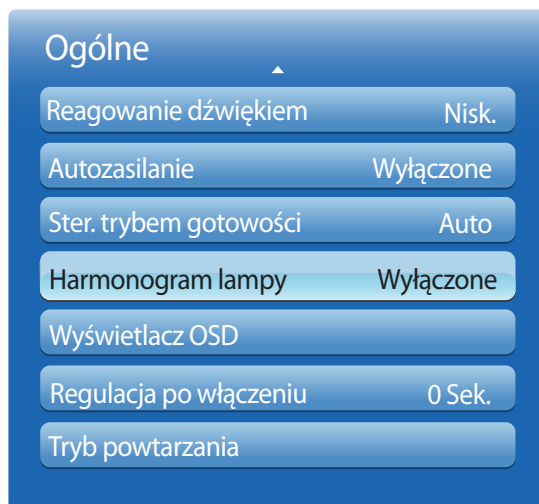 Ogólne
Reagowanie dźwiękiem Nisk.
Autozasilanie Wyłączone
Ster. trybem gotowości Auto
Harmonogram lampy Wyłączone
Wyświetlacz OSD
Regulacja po włączeniu 0 Sek.
Tryb powtarzania